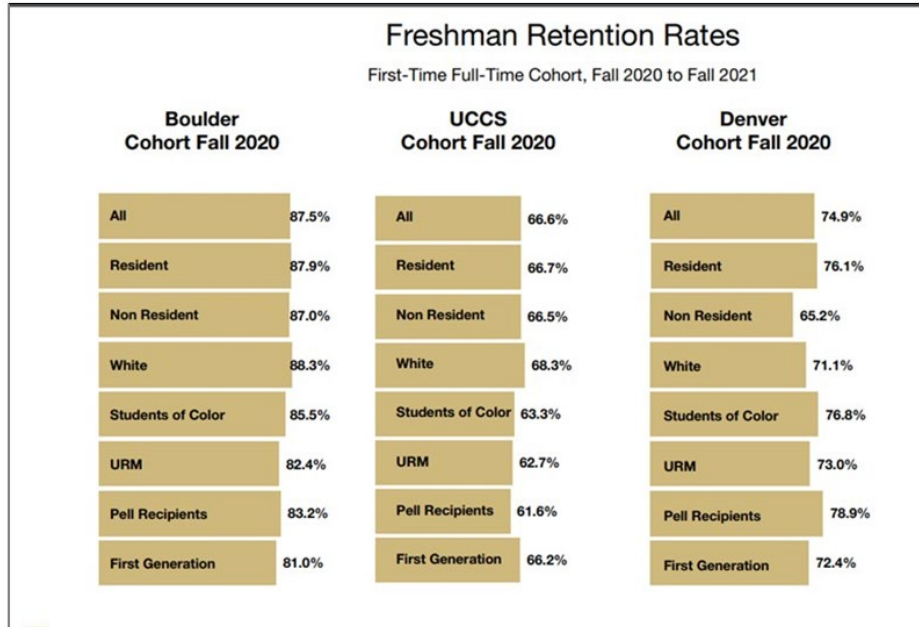 Freshman Retention Rates
First-Time Full-Time Cohort, Fall 2020 to Fall 2021
Boulder
Cohort Fall 2020
All 87.5%
Resident 87.9%
Non Resident 87.0%
White 88.3%
Students of Color 85.5%
URM 82.4%
Pell Recipients 83.2%
First Generation 81.0%
UCCS
Cohort Fall 2020
All 66.6%
Resident 66.7%
Non Resident 66.5%
White 68.3%
Students of Color 63.3%
URM 62.7%
Pell Recipients 61.6%
First Generation 66.2%
Denver
Cohort Fall 2020
All 74.9%
Resident 76.1%
Non Resident 65.2%
White 71.1%
Students of Color 76.8%
URM 73.0%
Pell Recipients 78.9%
First Generation 72.4%